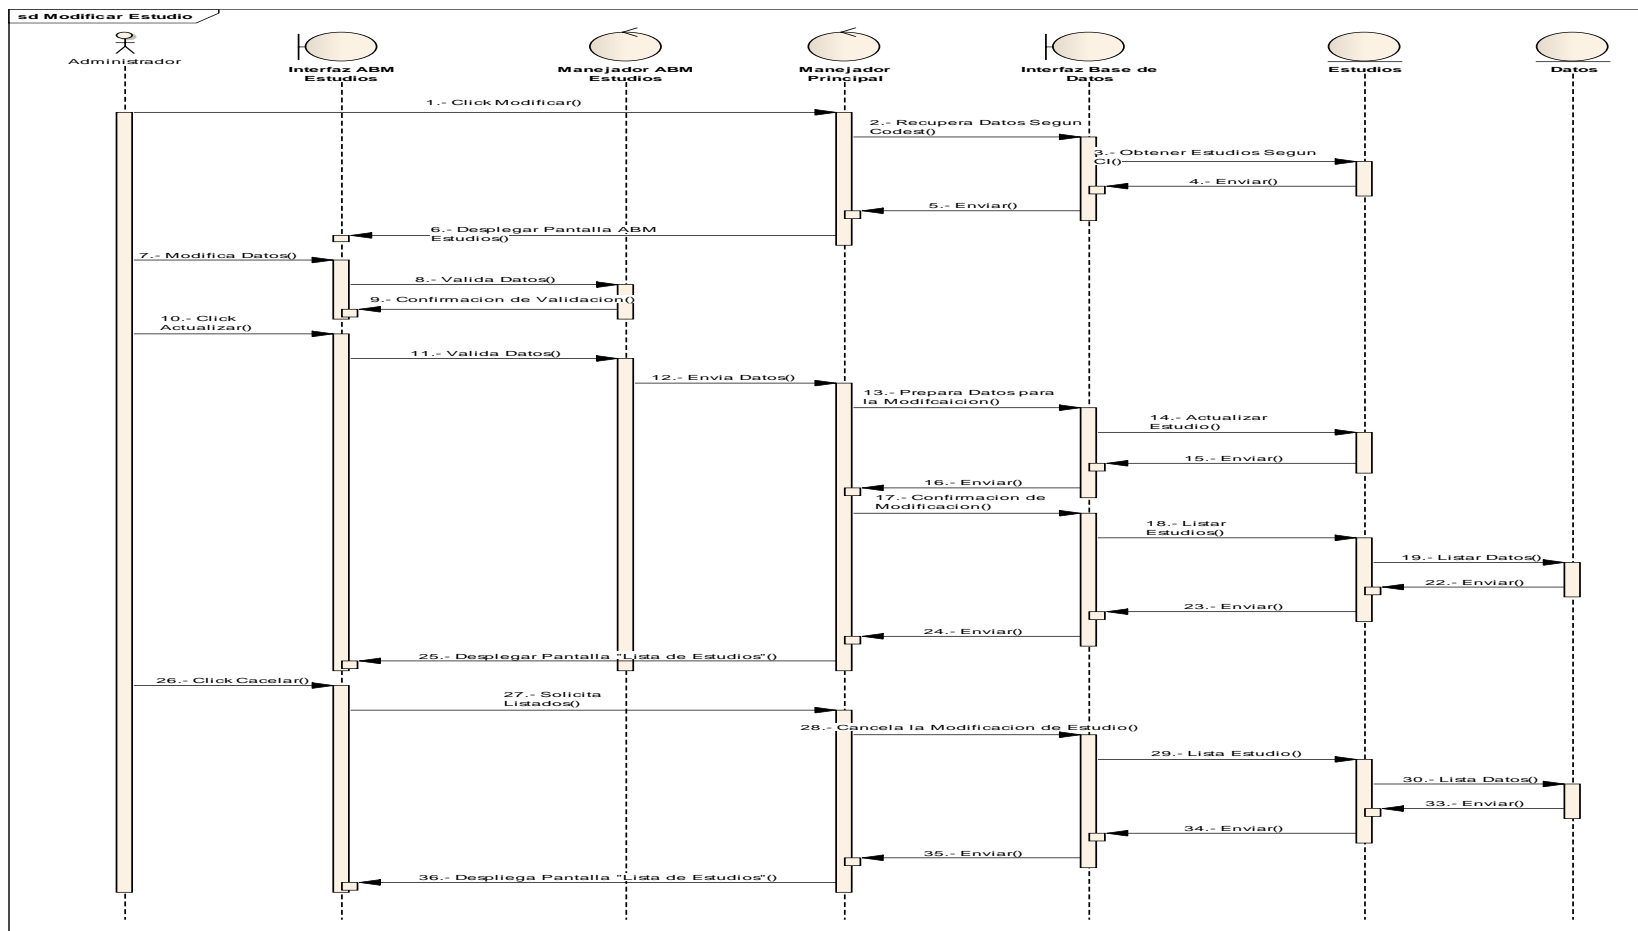 sd Modificar Estudio
Administrador
Interfaz ABM
Estudios
Manejador ABM
Estudios
Manejador
Principal
Interfaz Base de
Datos
Estudios
Datos
1.- Click Modificar()
2.- Recupera Datos Segun
Codest()
3.- Obtener Estudios Segun
CI()
4.- Enviar()
5.- Enviar()
6.- Desplegar Pantalla ABM
Estudios()
7.- Modifica Datos()
8.- Valida Datos()
9.- Confirmacion de Validacion()
10.- Click
Actualizar()
11.- Valida Datos()
12.- Envia Datos()
13.- Prepara Datos para
la Modifcaicion()
14.- Actualizar
Estudio()
15.- Enviar()
16.- Enviar()
17.- Confirmacion de
Modificacion()
18.- Listar
Estudios()
19.- Listar Datos()
22.- Enviar()
23.- Enviar()
24.- Enviar()
25.- Desplegar Pantalla "Lista de Estudios"()
26.- Click Cacelar()
27.- Solicita
Listados()
28.- Cancela la Modificacion de Estudio()
29.- Lista Estudio()
30.- Lista Datos()
33.- Enviar()
34.- Enviar()
35.- Enviar()
36.- Despliega Pantalla "Lista de Estudios"()